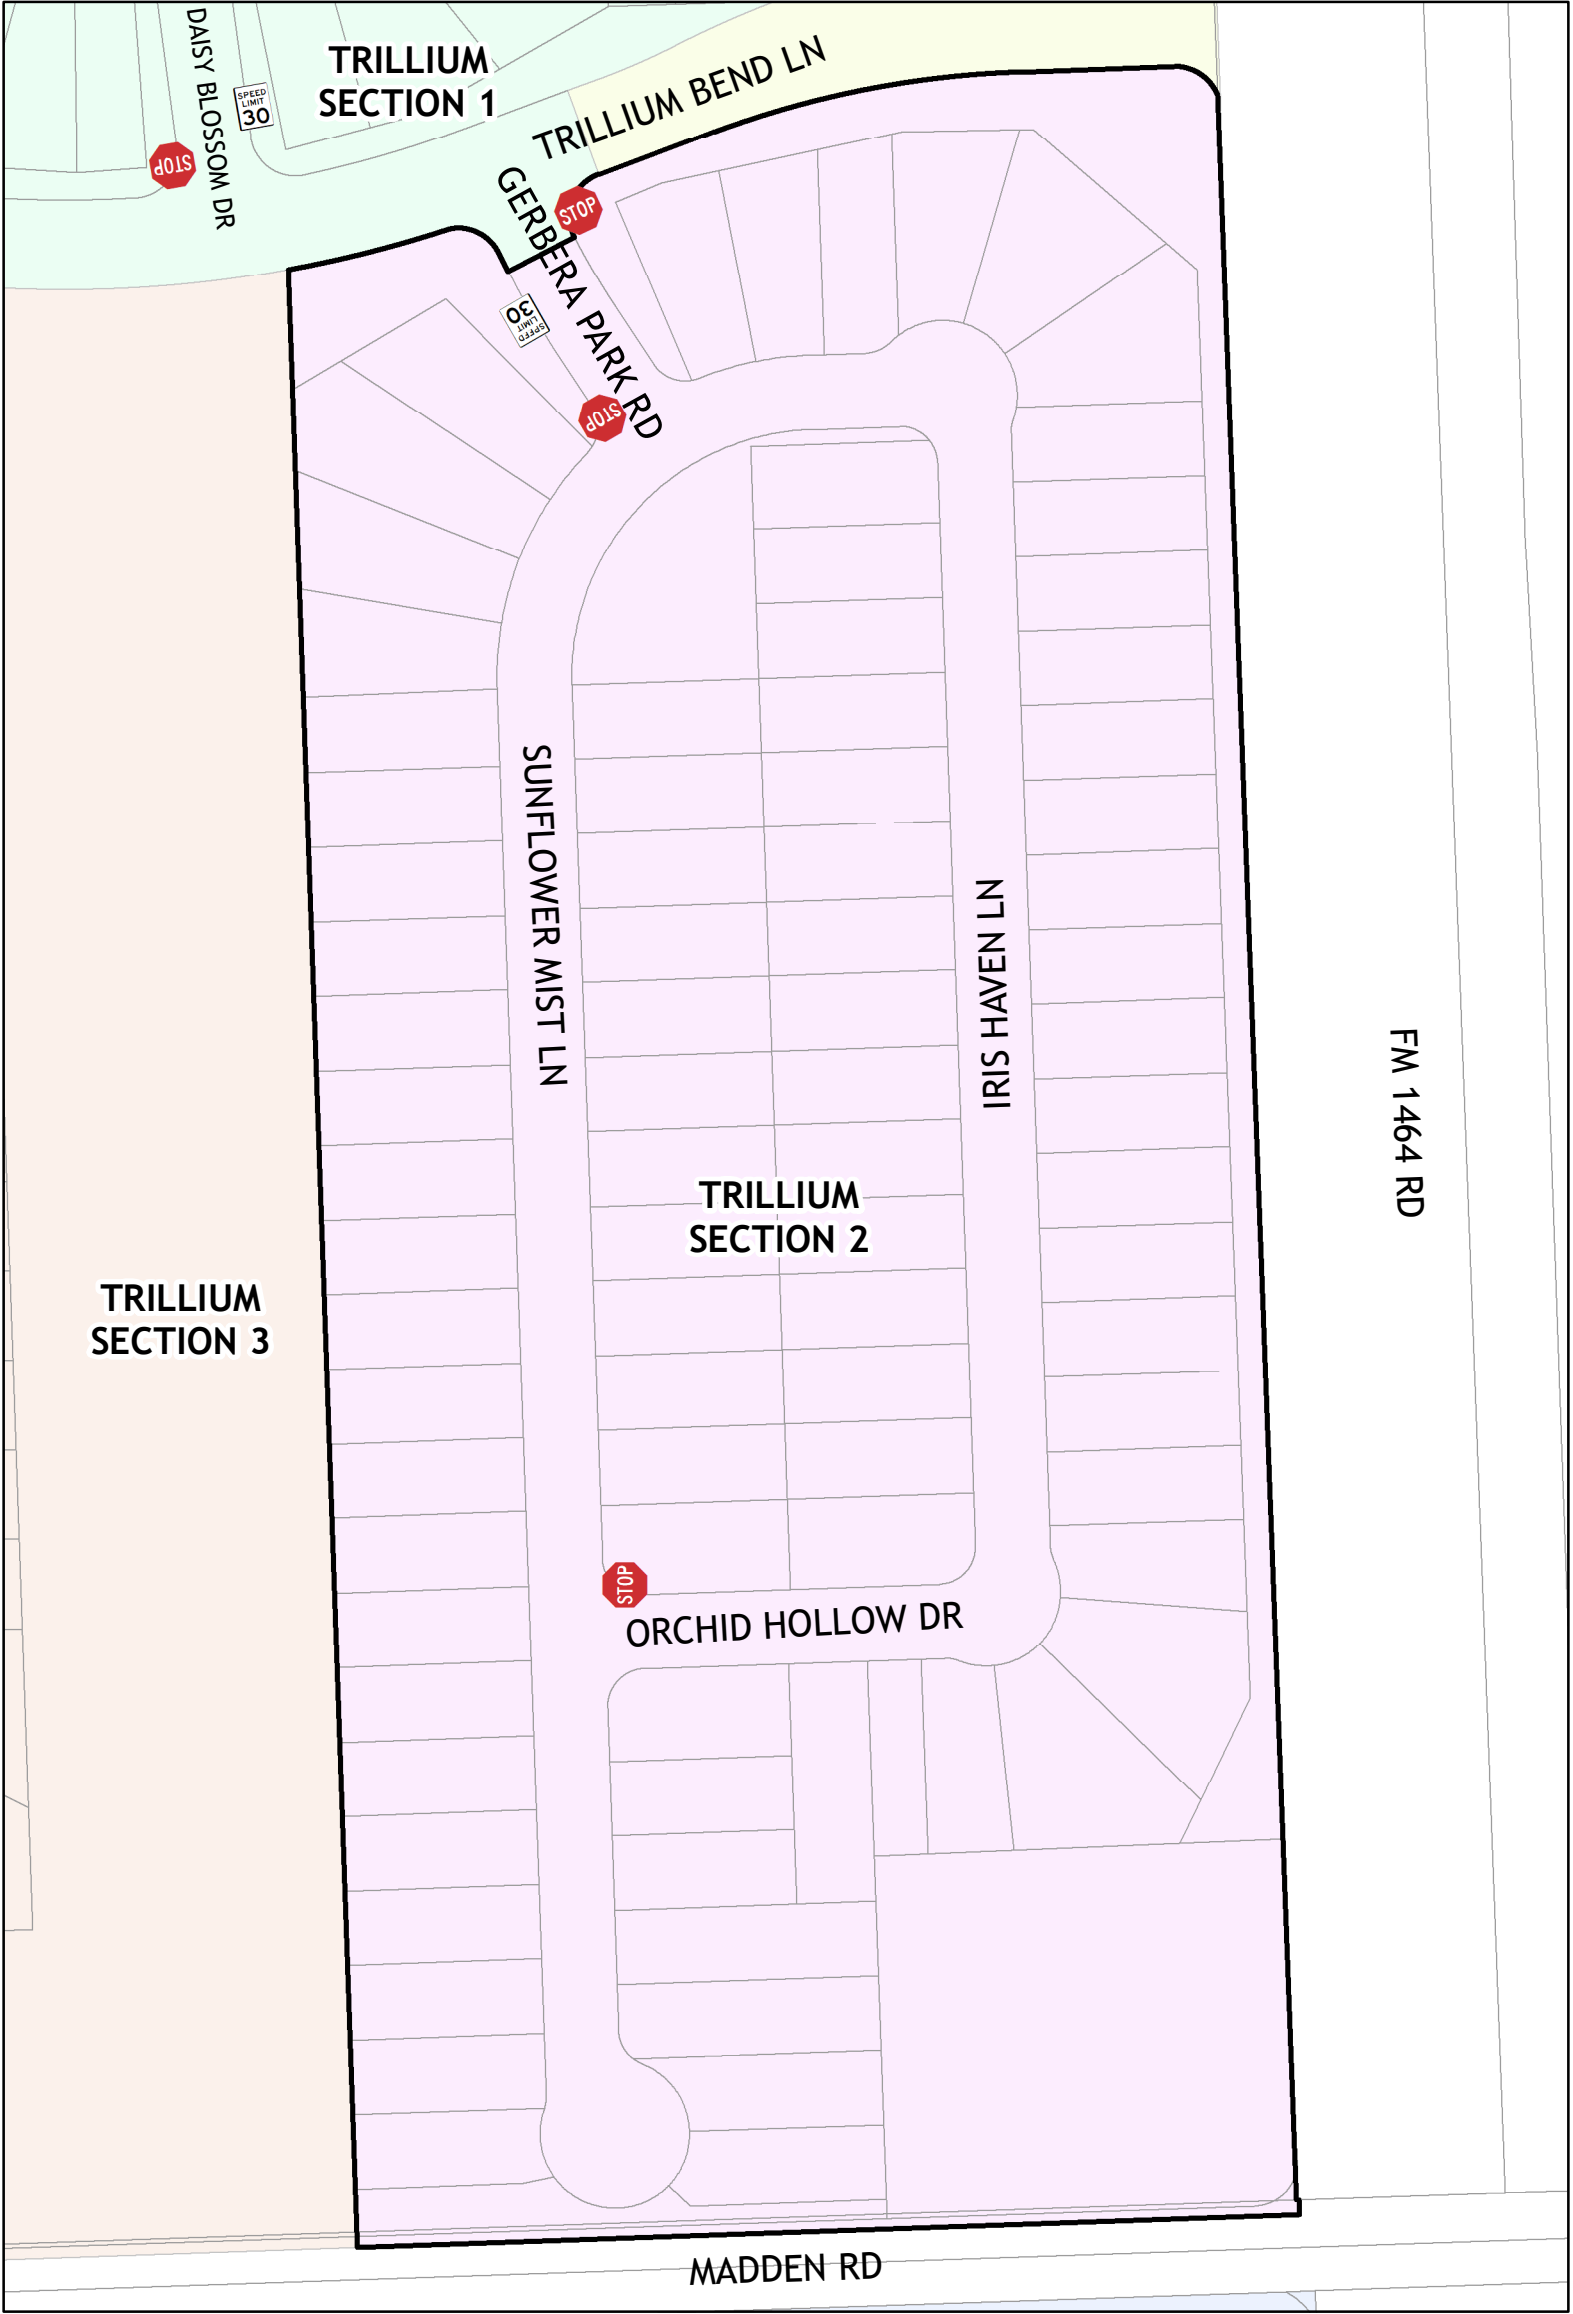 DAISY BLOSSOM DR
SPEED
LIMIT
30
STOP
TRILLIUM
SECTION 1
TRILLIUM BEND LN
GERBERA PARK RD
STOP
SPEED
LIMIT
30
STOP
SUNFLOWER MIST LN
IRIS HAVEN LN
FM 1464 RD
TRILLIUM
SECTION 2
TRILLIUM
SECTION 3
STOP
ORCHID HOLLOW DR
MADDEN RD